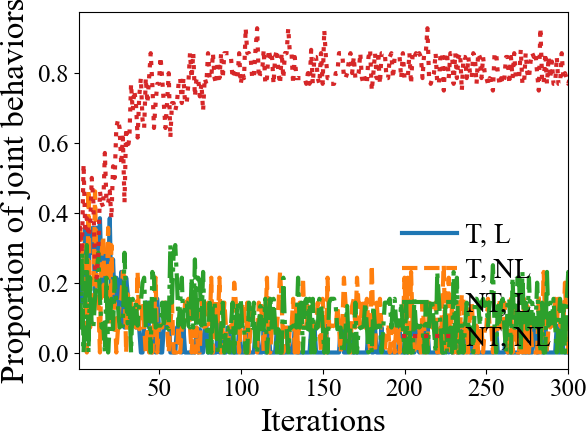 Proportion of joint behaviors
0.8
0.6
0.4
0.2
0.0
T, L
T, NL
NT, L
NT, NL
50
100
150
200
250
300
Iterations